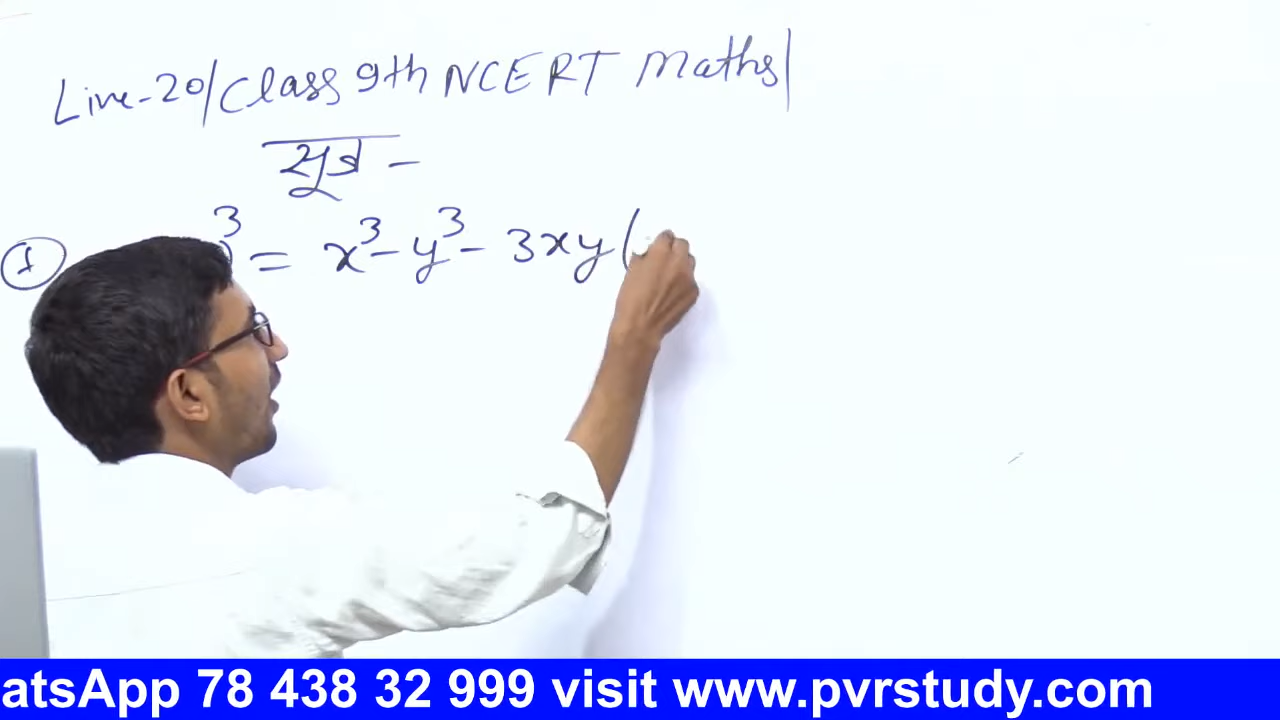 Live-20/Class 9th NCERT Maths/
सूत्र -
① )³ = x³ - y³ - 3xy(
atsApp 78 438 32 999 visit www.pvrstudy.com